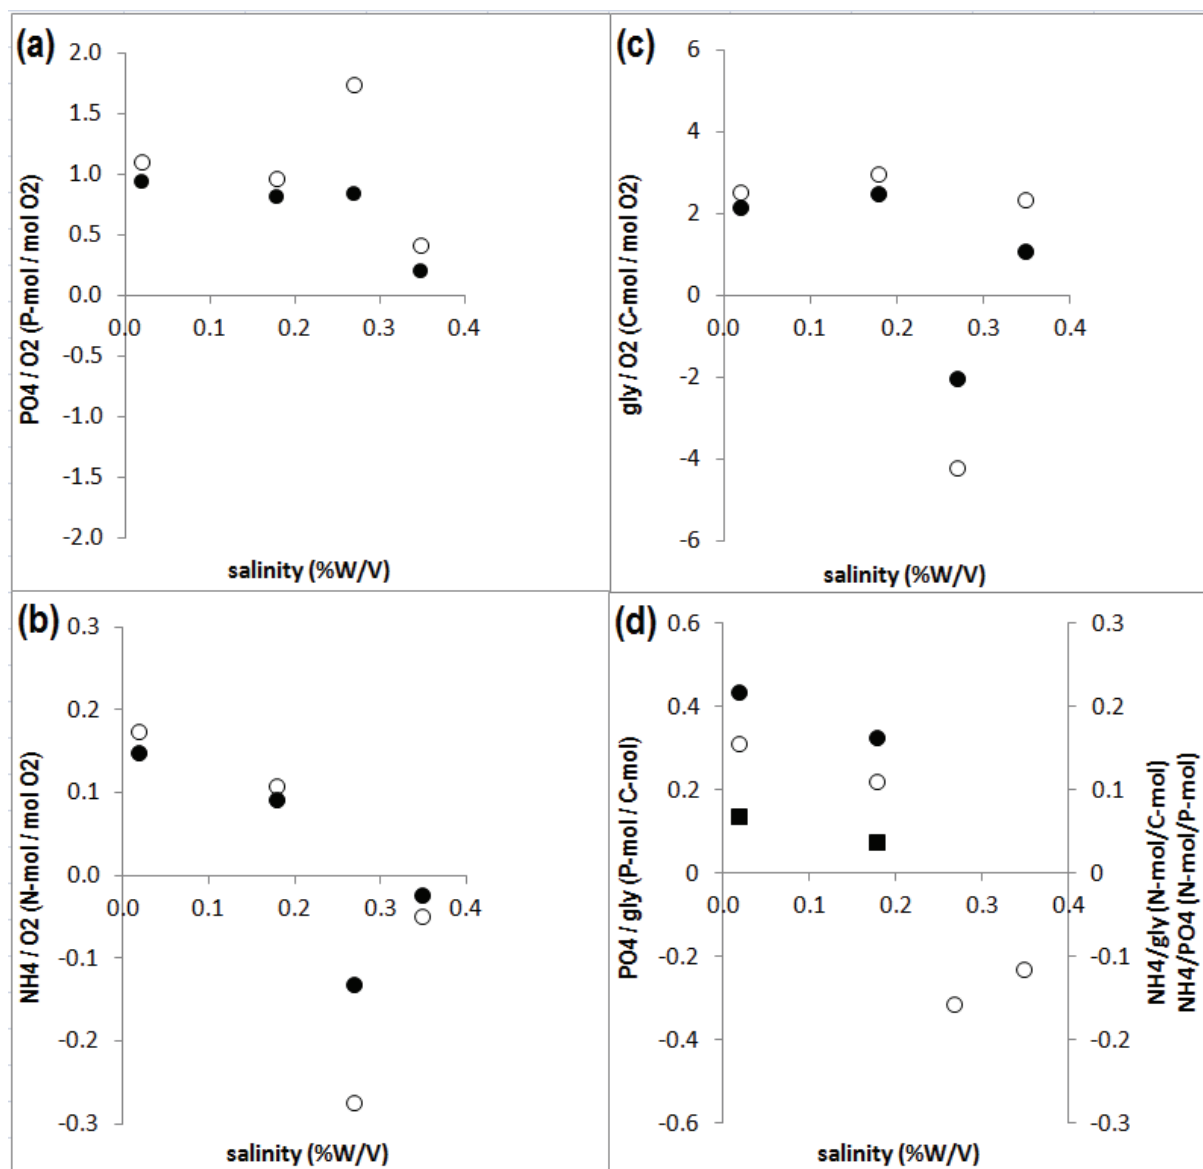 (a)
2.0
1.5
1.0
0.5
0.0
-0.5
-1.0
-1.5
-2.0
0.0 0.1 0.2 0.3 0.4
PO4 / O2 (P-mol / mol O2)
salinity (%W/V)
(c)
6
4
2
0
-2
-4
-6
0.0 0.1 0.2 0.3 0.4
gly / O2 (C-mol / mol O2)
salinity (%W/V)
(b)
0.3
0.2
0.1
0.0
-0.1
-0.2
-0.3
0.0 0.1 0.2 0.3 0.4
NH4 / O2 (N-mol / mol O2)
salinity (%W/V)
(d)
0.6
0.4
0.2
0
-0.2
-0.4
-0.6
0.0 0.1 0.2 0.3 0.4
PO4 / gly (P-mol / C-mol)
0.3
0.2
0.1
0
-0.1
-0.2
-0.3
NH4/gly (N-mol/C-mol)
NH4/PO4 (N-mol/P-mol)
salinity (%W/V)